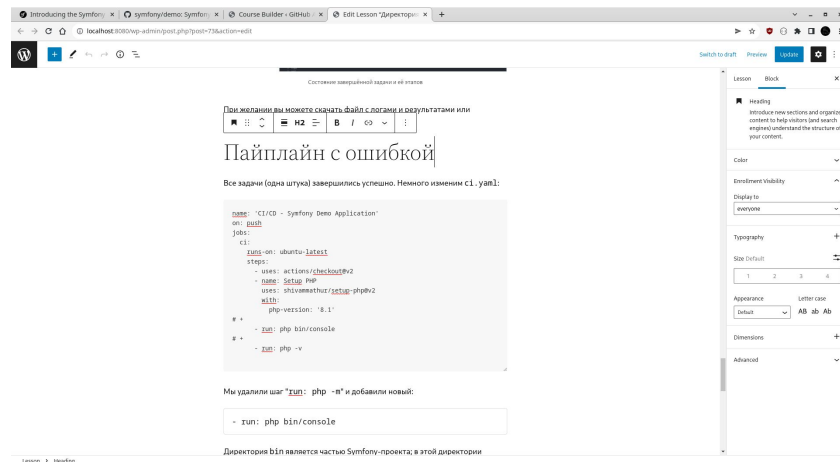 Introducing the Symfony
symfony/demo: Symfony
Course Builder ‹ GitHub A
Edit Lesson "Директория
localhost:8080/wp-admin/post.php?post=73&action=edit
Switch to draft Preview Update
Состояние завершённой задачи и её этапов
При желании вы можете скачать файл с логами и результатами или
H2 B I
Пайплайн с ошибкой
Все задачи (одна штука) завершились успешно. Немного изменим ci.yaml:
name: 'CI/CD - Symfony Demo Application'
on: push
jobs:
ci:
runs-on: ubuntu-latest
steps:
- uses: actions/checkout@v2
- name: Setup PHP
uses: shivammathur/setup-php@v2
with:
php-version: '8.1'
# +
- run: php bin/console
# +
- run: php -v
Мы удалили шаг "run: php -m" и добавили новый:
- run: php bin/console
Директория bin является частью Symfony-проекта; в этой директории
Lesson Block
Heading
Introduce new sections and organize
content to help visitors (and search
engines) understand the structure of
your content.
Color
Enrollment Visibility
Display to
everyone
Typography
Size Default
1 2 3 4
Appearance Letter case
Default AB ab Ab
Dimensions
Advanced
Lesson > Heading